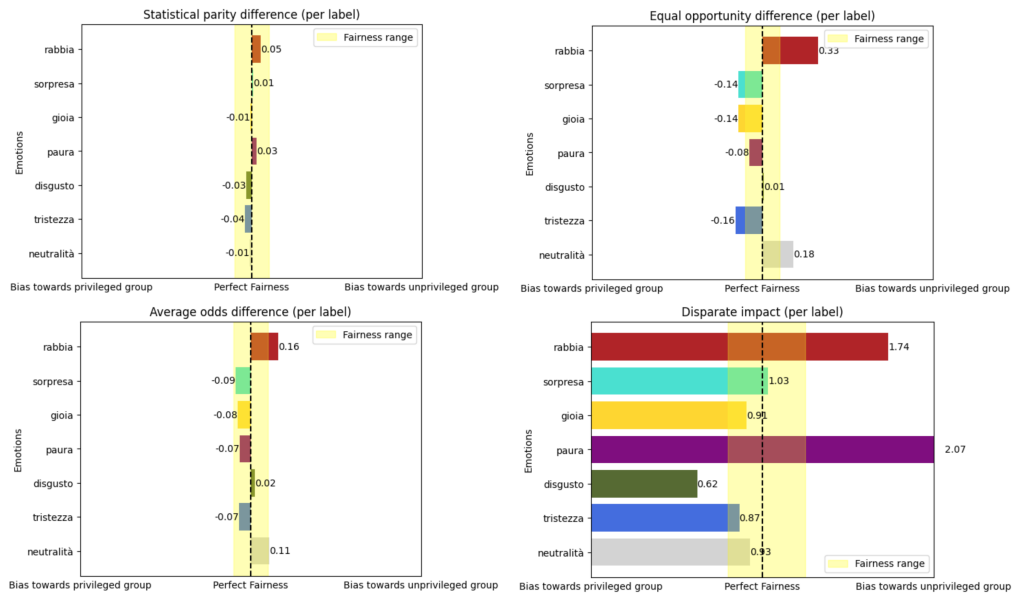 Statistical parity difference (per label)
Fairness range
Emotions
rabbia
0.05
sorpresa
0.01
gioia
-0.01
paura
0.03
disgusto
-0.03
tristezza
-0.04
neutralità
-0.01
Bias towards privileged group
Perfect Fairness
Bias towards unprivileged group
Equal opportunity difference (per label)
Fairness range
Emotions
rabbia
0.33
sorpresa
-0.14
gioia
-0.14
paura
-0.08
disgusto
0.01
tristezza
-0.16
neutralità
0.18
Bias towards privileged group
Perfect Fairness
Bias towards unprivileged group
Average odds difference (per label)
Fairness range
Emotions
rabbia
0.16
sorpresa
-0.09
gioia
-0.08
paura
-0.07
disgusto
0.02
tristezza
-0.07
neutralità
0.11
Bias towards privileged group
Perfect Fairness
Bias towards unprivileged group
Disparate impact (per label)
Emotions
rabbia
1.74
sorpresa
1.03
gioia
0.91
paura
2.07
disgusto
0.62
tristezza
0.87
neutralità
0.93
Fairness range
Bias towards privileged group
Perfect Fairness
Bias towards unprivileged group